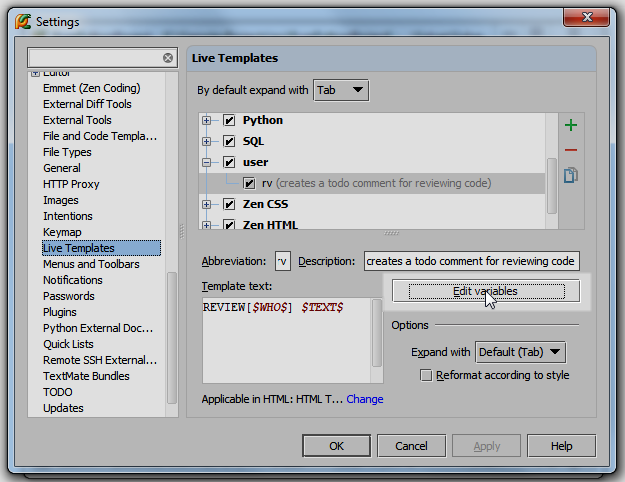 Settings
Editor
Emmet (Zen Coding)
External Diff Tools
External Tools
File and Code Templa...
File Types
General
HTTP Proxy
Images
Intentions
Keymap
Live Templates
Menus and Toolbars
Notifications
Passwords
Plugins
Python External Doc...
Quick Lists
Remote SSH External...
TextMate Bundles
TODO
Updates
Live Templates
By default expand with Tab
Python
SQL
user
rv (creates a todo comment for reviewing code)
Zen CSS
Zen HTML
Abbreviation: rv Description: creates a todo comment for reviewing code
Template text:
REVIEW[$WHO$] $TEXT$
Edit variables
Options
Expand with Default (Tab)
Reformat according to style
Applicable in HTML: HTML T... Change
OK Cancel Apply Help